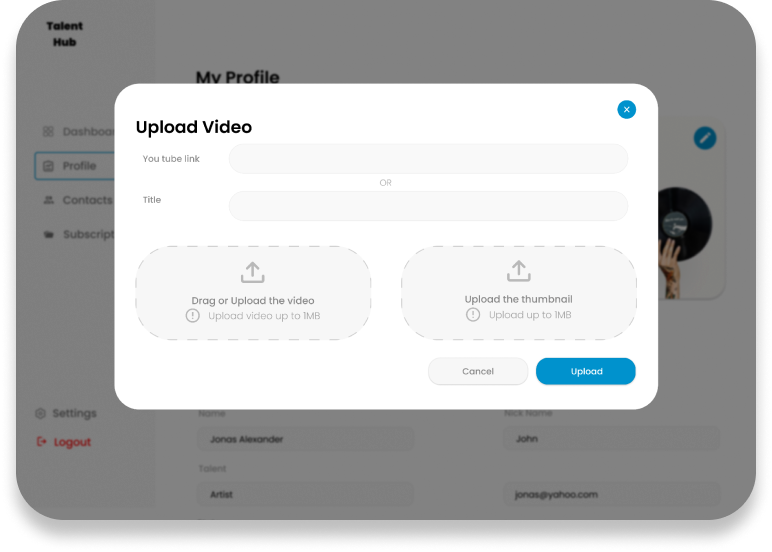 Talent
Hub
My Profile
Upload Video
Dashboa
You tube link
Profile
OR
Contacts
Title
Subscript
Drag or Upload the video
Upload video up to 1MB
Upload the thumbnail
Upload up to 1MB
Cancel
Upload
Settings
Logout
Name
Nick Name
Jonas Alexander
John
Talent
Artist
jonas@yahoo.com